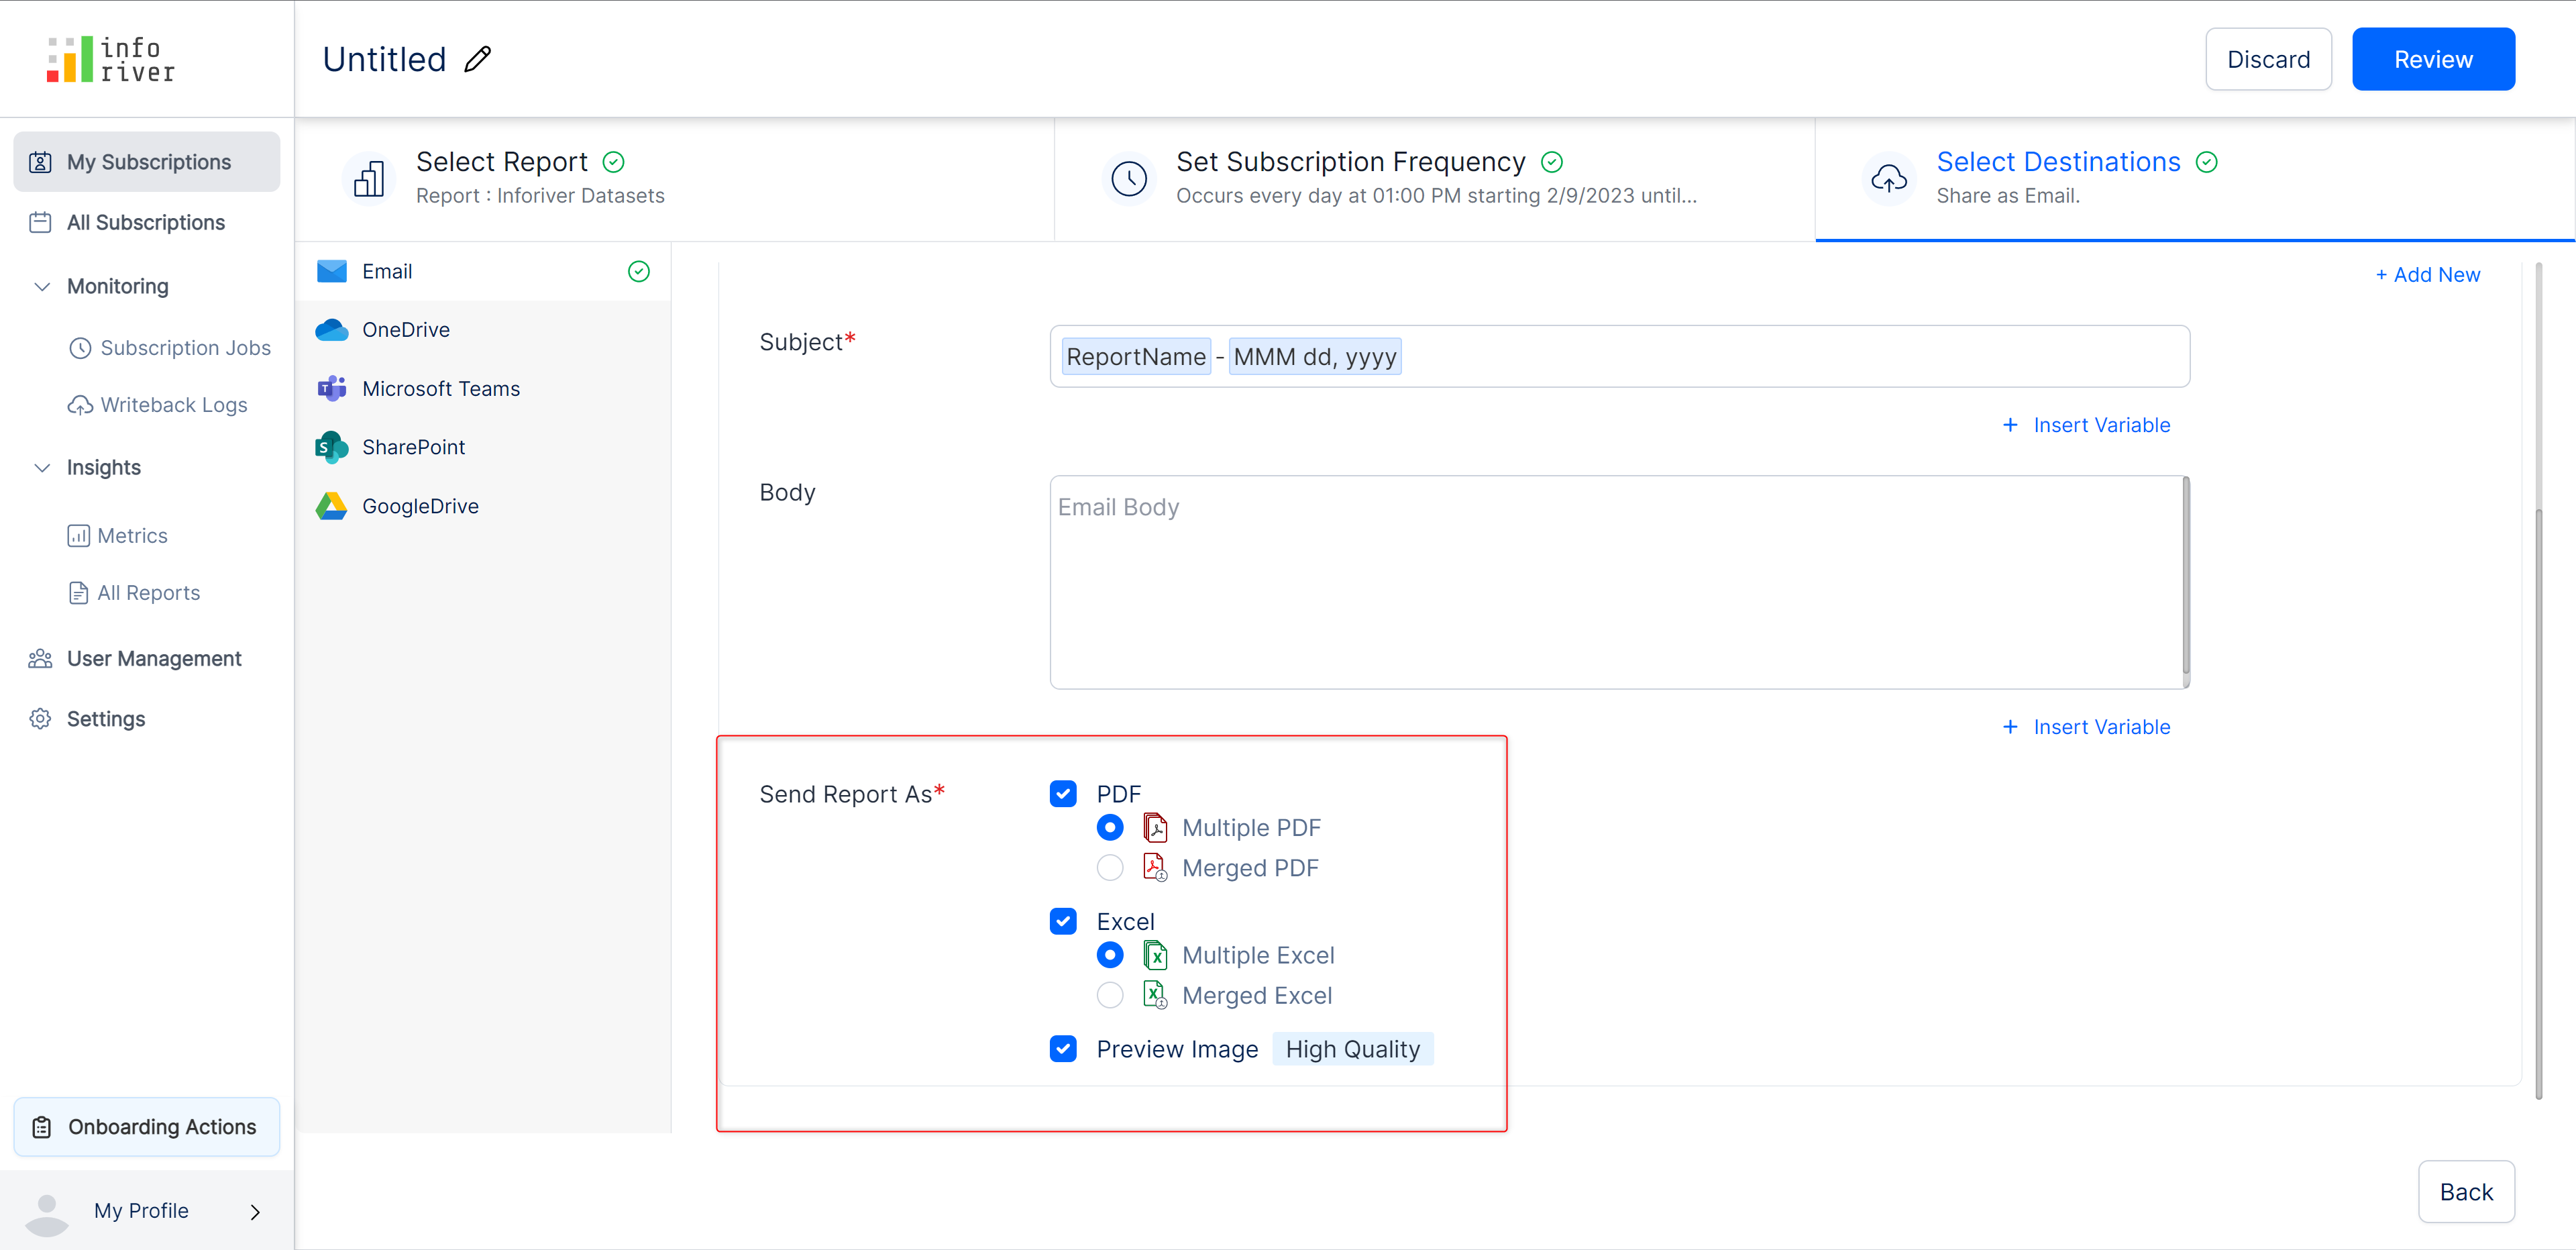 info
river
Untitled
Discard
Review
My Subscriptions
All Subscriptions
Monitoring
Subscription Jobs
Writeback Logs
Insights
Metrics
All Reports
User Management
Settings
Onboarding Actions
My Profile
Select Report
Report : Inforiver Datasets
Set Subscription Frequency
Occurs every day at 01:00 PM starting 2/9/2023 until...
Select Destinations
Share as Email.
Email
OneDrive
Microsoft Teams
SharePoint
GoogleDrive
+ Add New
Subject*
ReportName - MMM dd, yyyy
+ Insert Variable
Body
Email Body
+ Insert Variable
Send Report As*
PDF
Multiple PDF
Merged PDF
Excel
Multiple Excel
Merged Excel
Preview Image High Quality
Back